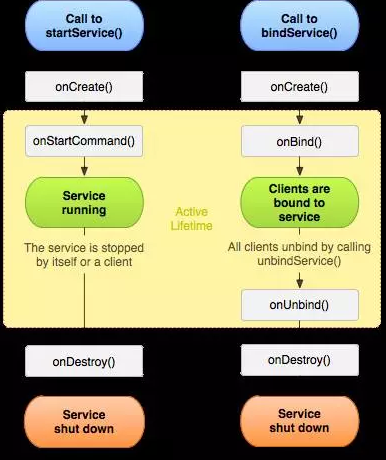 Call to
startService()
onCreate()
onStartCommand()
Service
running
The service is stopped
by itself or a client
onDestroy()
Service
shut down
Active
Lifetime
Call to
bindService()
onCreate()
onBind()
Clients are
bound to
service
All clients unbind by calling
unbindService()
onUnbind()
onDestroy()
Service
shut down